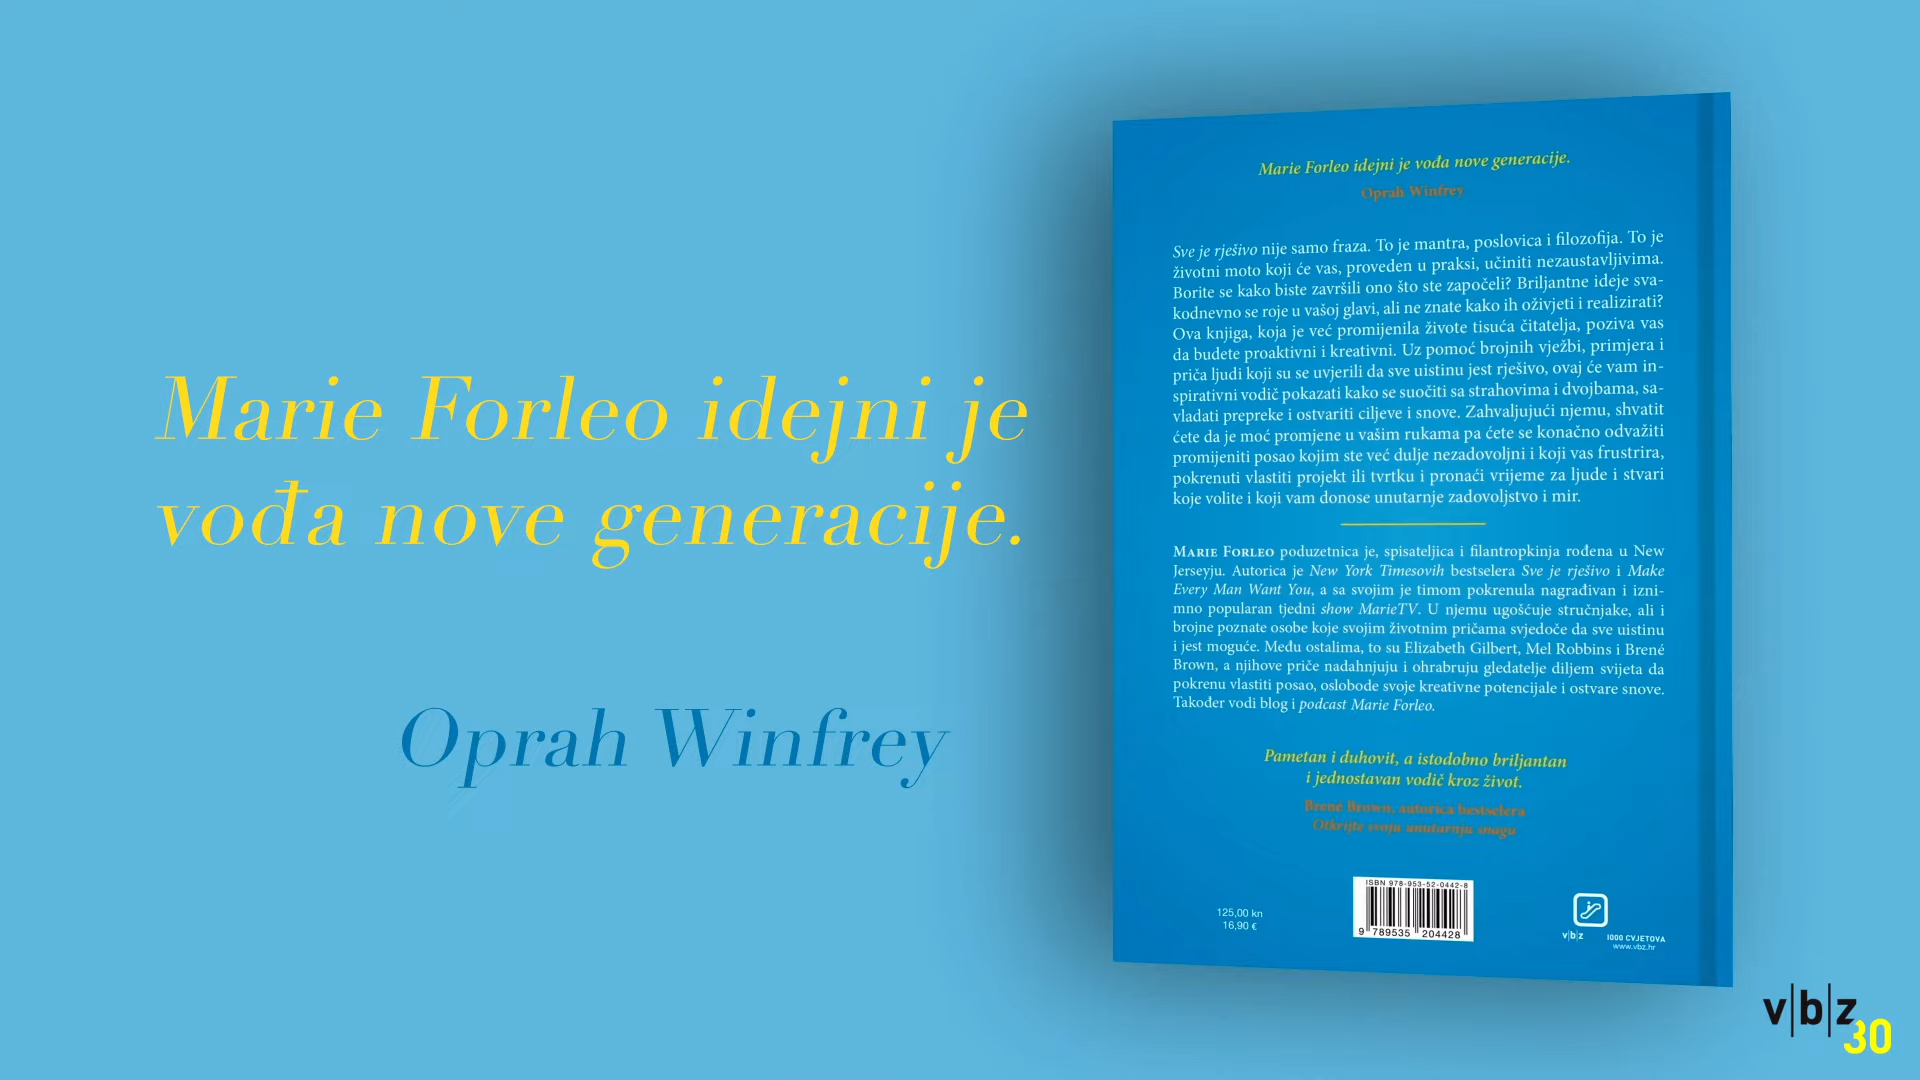 Marie Forleo idejni je
vođa nove generacije.
Oprah Winfrey
Marie Forleo idejni je vođa nove generacije.
Oprah Winfrey
Sve je rješivo nije samo fraza. To je mantra, poslovica i filozofija. To je
životni moto koji će vas, proveden u praksi, učiniti nezaustavljivima.
Borite se kako biste završili ono što ste započeli? Briljantne ideje sva-
kodnevno se roje u vašoj glavi, ali ne znate kako ih oživjeti i realizirati?
Ova knjiga, koja je već promijenila živote tisuća čitatelja, poziva vas
da budete proaktivni i kreativni. Uz pomoć brojnih vježbi, primjera i
priča ljudi koji su se uvjerili da sve uistinu jest rješivo, ovaj će vam in-
spirativni vodič pokazati kako se suočiti sa strahovima i dvojbama, sa-
vladati prepreke i ostvariti ciljeve i snove. Zahvaljujući njemu, shvatit
ćete da je moć promjene u vašim rukama pa ćete se konačno odvažiti
promijeniti posao kojim ste već dulje nezadovoljni i koji vas frustrira,
pokrenuti vlastiti projekt ili tvrtku i pronaći vrijeme za ljude i stvari
koje volite i koji vam donose unutarnje zadovoljstvo i mir.
MARIE FORLEO poduzetnica je, spisateljica i filantropkinja rođena u New
Jerseyju. Autorica je New York Timesovih bestselera Sve je rješivo i Make
Every Man Want You, a sa svojim je timom pokrenula nagrađivan i izni-
mno popularan tjedni show MarieTV. U njemu ugošćuje stručnjake, ali i
brojne poznate osobe koje svojim životnim pričama svjedoče da sve uistinu
i jest moguće. Među ostalima, to su Elizabeth Gilbert, Mel Robbins i Brené
Brown, a njihove priče nadahnjuju i ohrabruju gledatelje diljem svijeta da
pokrenu vlastiti posao, oslobode svoje kreativne potencijale i ostvare snove.
Također vodi blog i podcast Marie Forleo.
Pametan i duhovit, a istodobno briljantan
i jednostavan vodič kroz život.
Brené Brown, autorica bestselera
Otkrijte svoju unutarnju snagu
125,00 kn
16,90 €
ISBN 978-953-52-0442-8
9 789535 204428
v|b|z
1000 CVJETOVA
www.vbz.hr
v|b|z
30